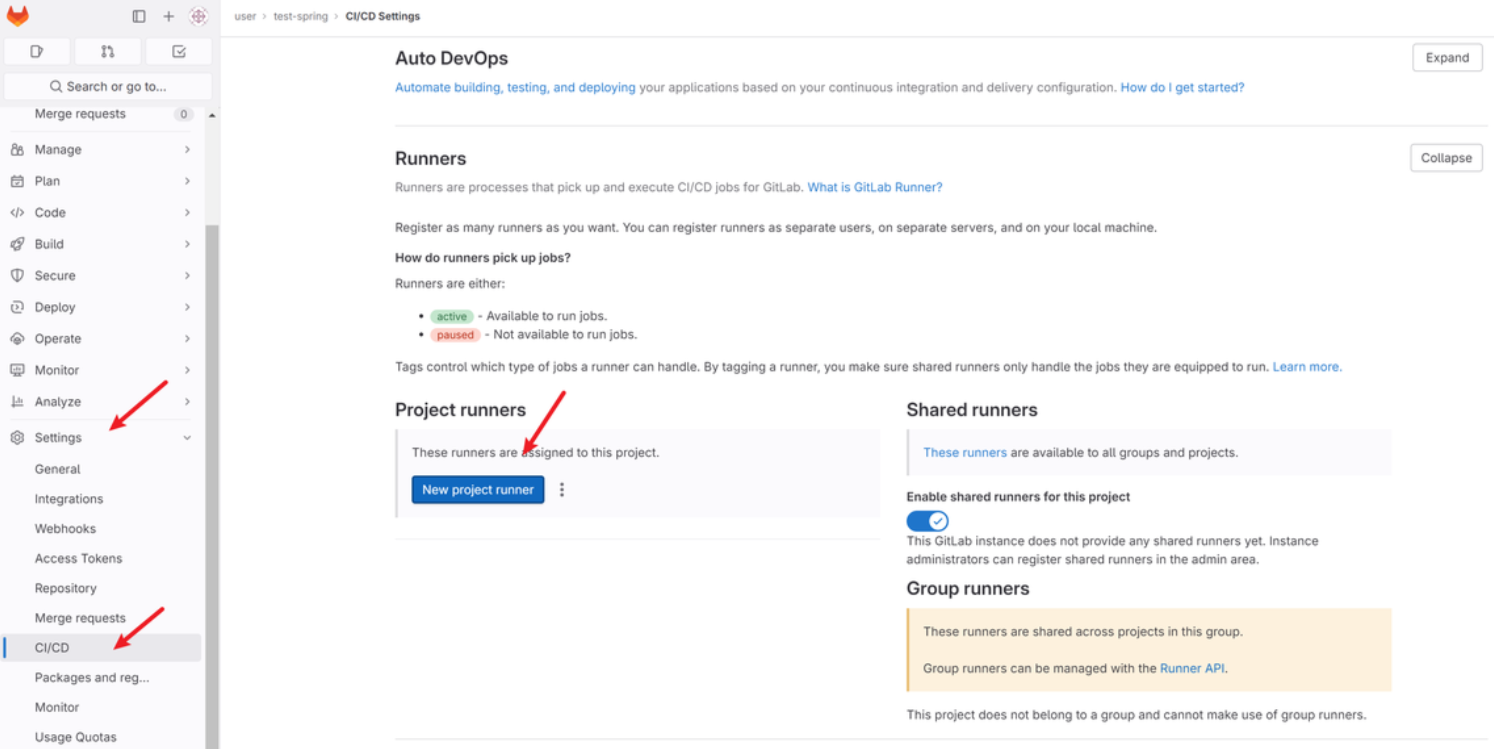 user > test-spring > CI/CD Settings
Search or go to...
Merge requests 0
Manage
Plan
Code
Build
Secure
Deploy
Operate
Monitor
Analyze
Settings
General
Integrations
Webhooks
Access Tokens
Repository
Merge requests
CI/CD
Packages and reg...
Monitor
Usage Quotas
Auto DevOps
Expand
Automate building, testing, and deploying your applications based on your continuous integration and delivery configuration. How do I get started?
Runners
Collapse
Runners are processes that pick up and execute CI/CD jobs for GitLab. What is GitLab Runner?
Register as many runners as you want. You can register runners as separate users, on separate servers, and on your local machine.
How do runners pick up jobs?
Runners are either:
• active - Available to run jobs.
• paused - Not available to run jobs.
Tags control which type of jobs a runner can handle. By tagging a runner, you make sure shared runners only handle the jobs they are equipped to run. Learn more.
Project runners
These runners are assigned to this project.
New project runner
Shared runners
These runners are available to all groups and projects.
Enable shared runners for this project
This GitLab instance does not provide any shared runners yet. Instance
administrators can register shared runners in the admin area.
Group runners
These runners are shared across projects in this group.
Group runners can be managed with the Runner API.
This project does not belong to a group and cannot make use of group runners.